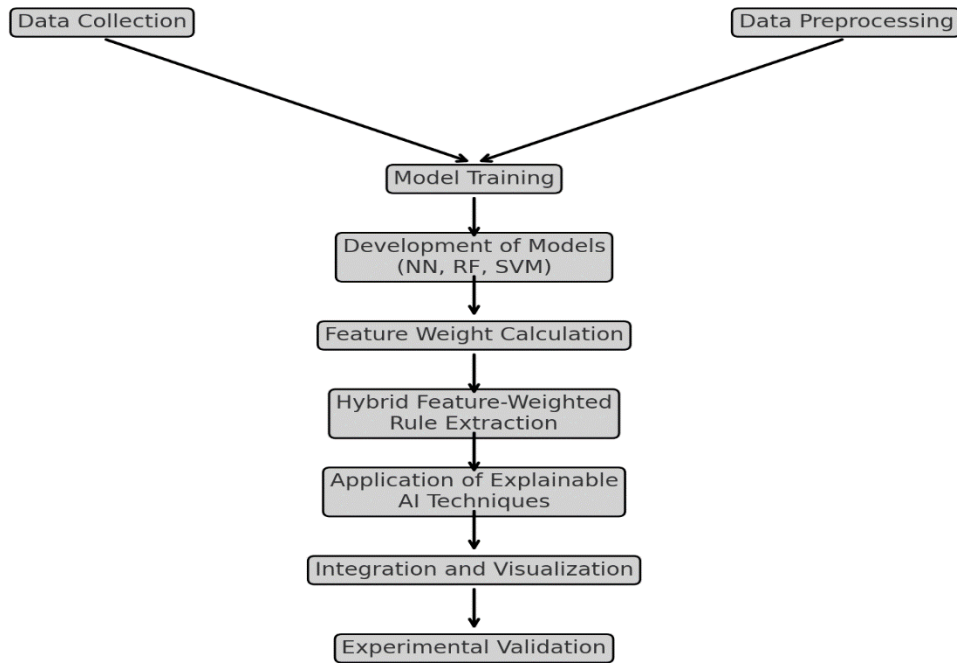 Data Collection
Data Preprocessing
Model Training
Development of Models
(NN, RF, SVM)
Feature Weight Calculation
Hybrid Feature-Weighted
Rule Extraction
Application of Explainable
AI Techniques
Integration and Visualization
Experimental Validation